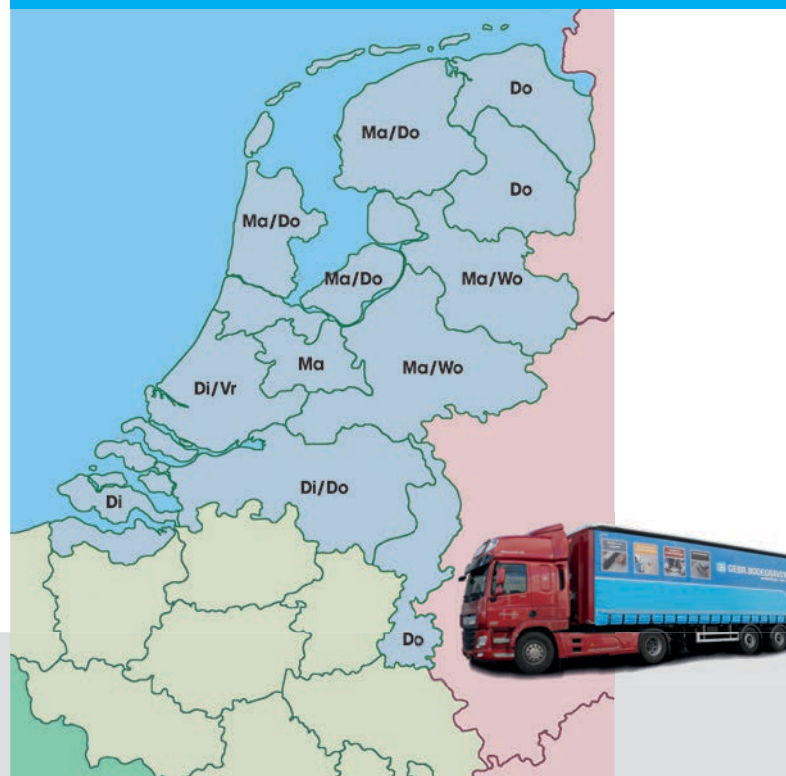 Do
Ma/Do
Do
Ma/Do
Ma/Do
Ma/Wo
Ma
Ma/Wo
Di/Vr
Di/Do
Di
Do
GEBR. BODEGRAVEN